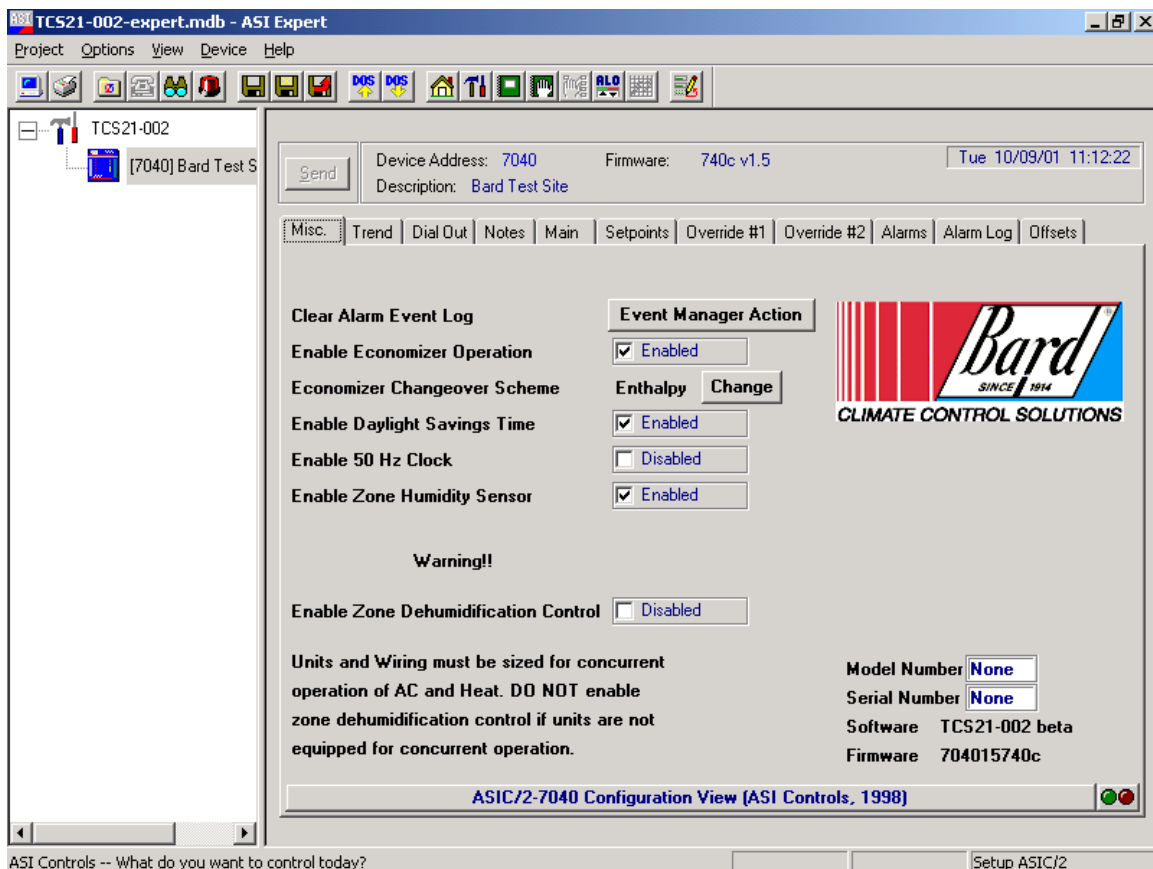 TCS21-002-expert.mdb - ASI Expert
Project Options View Device Help
DOS DOS ALO
TCS21-002
[7040] Bard Test S
Send
Device Address: 7040 Firmware: 740c v1.5 Tue 10/09/01 11:12:22
Description: Bard Test Site
Misc. Trend Dial Out Notes Main Setpoints Override #1 Override #2 Alarms Alarm Log Offsets
Clear Alarm Event Log Event Manager Action
Enable Economizer Operation Enabled
Economizer Changeover Scheme Enthalpy Change
Enable Daylight Savings Time Enabled
Enable 50 Hz Clock Disabled
Enable Zone Humidity Sensor Enabled
Bard ®
SINCE 1914
CLIMATE CONTROL SOLUTIONS
Warning!!
Enable Zone Dehumidification Control Disabled
Units and Wiring must be sized for concurrent
operation of AC and Heat. DO NOT enable
zone dehumidification control if units are not
equipped for concurrent operation.
Model Number None
Serial Number None
Software TCS21-002 beta
Firmware 704015740c
ASIC/2-7040 Configuration View (ASI Controls, 1998)
ASI Controls -- What do you want to control today? Setup ASIC/2